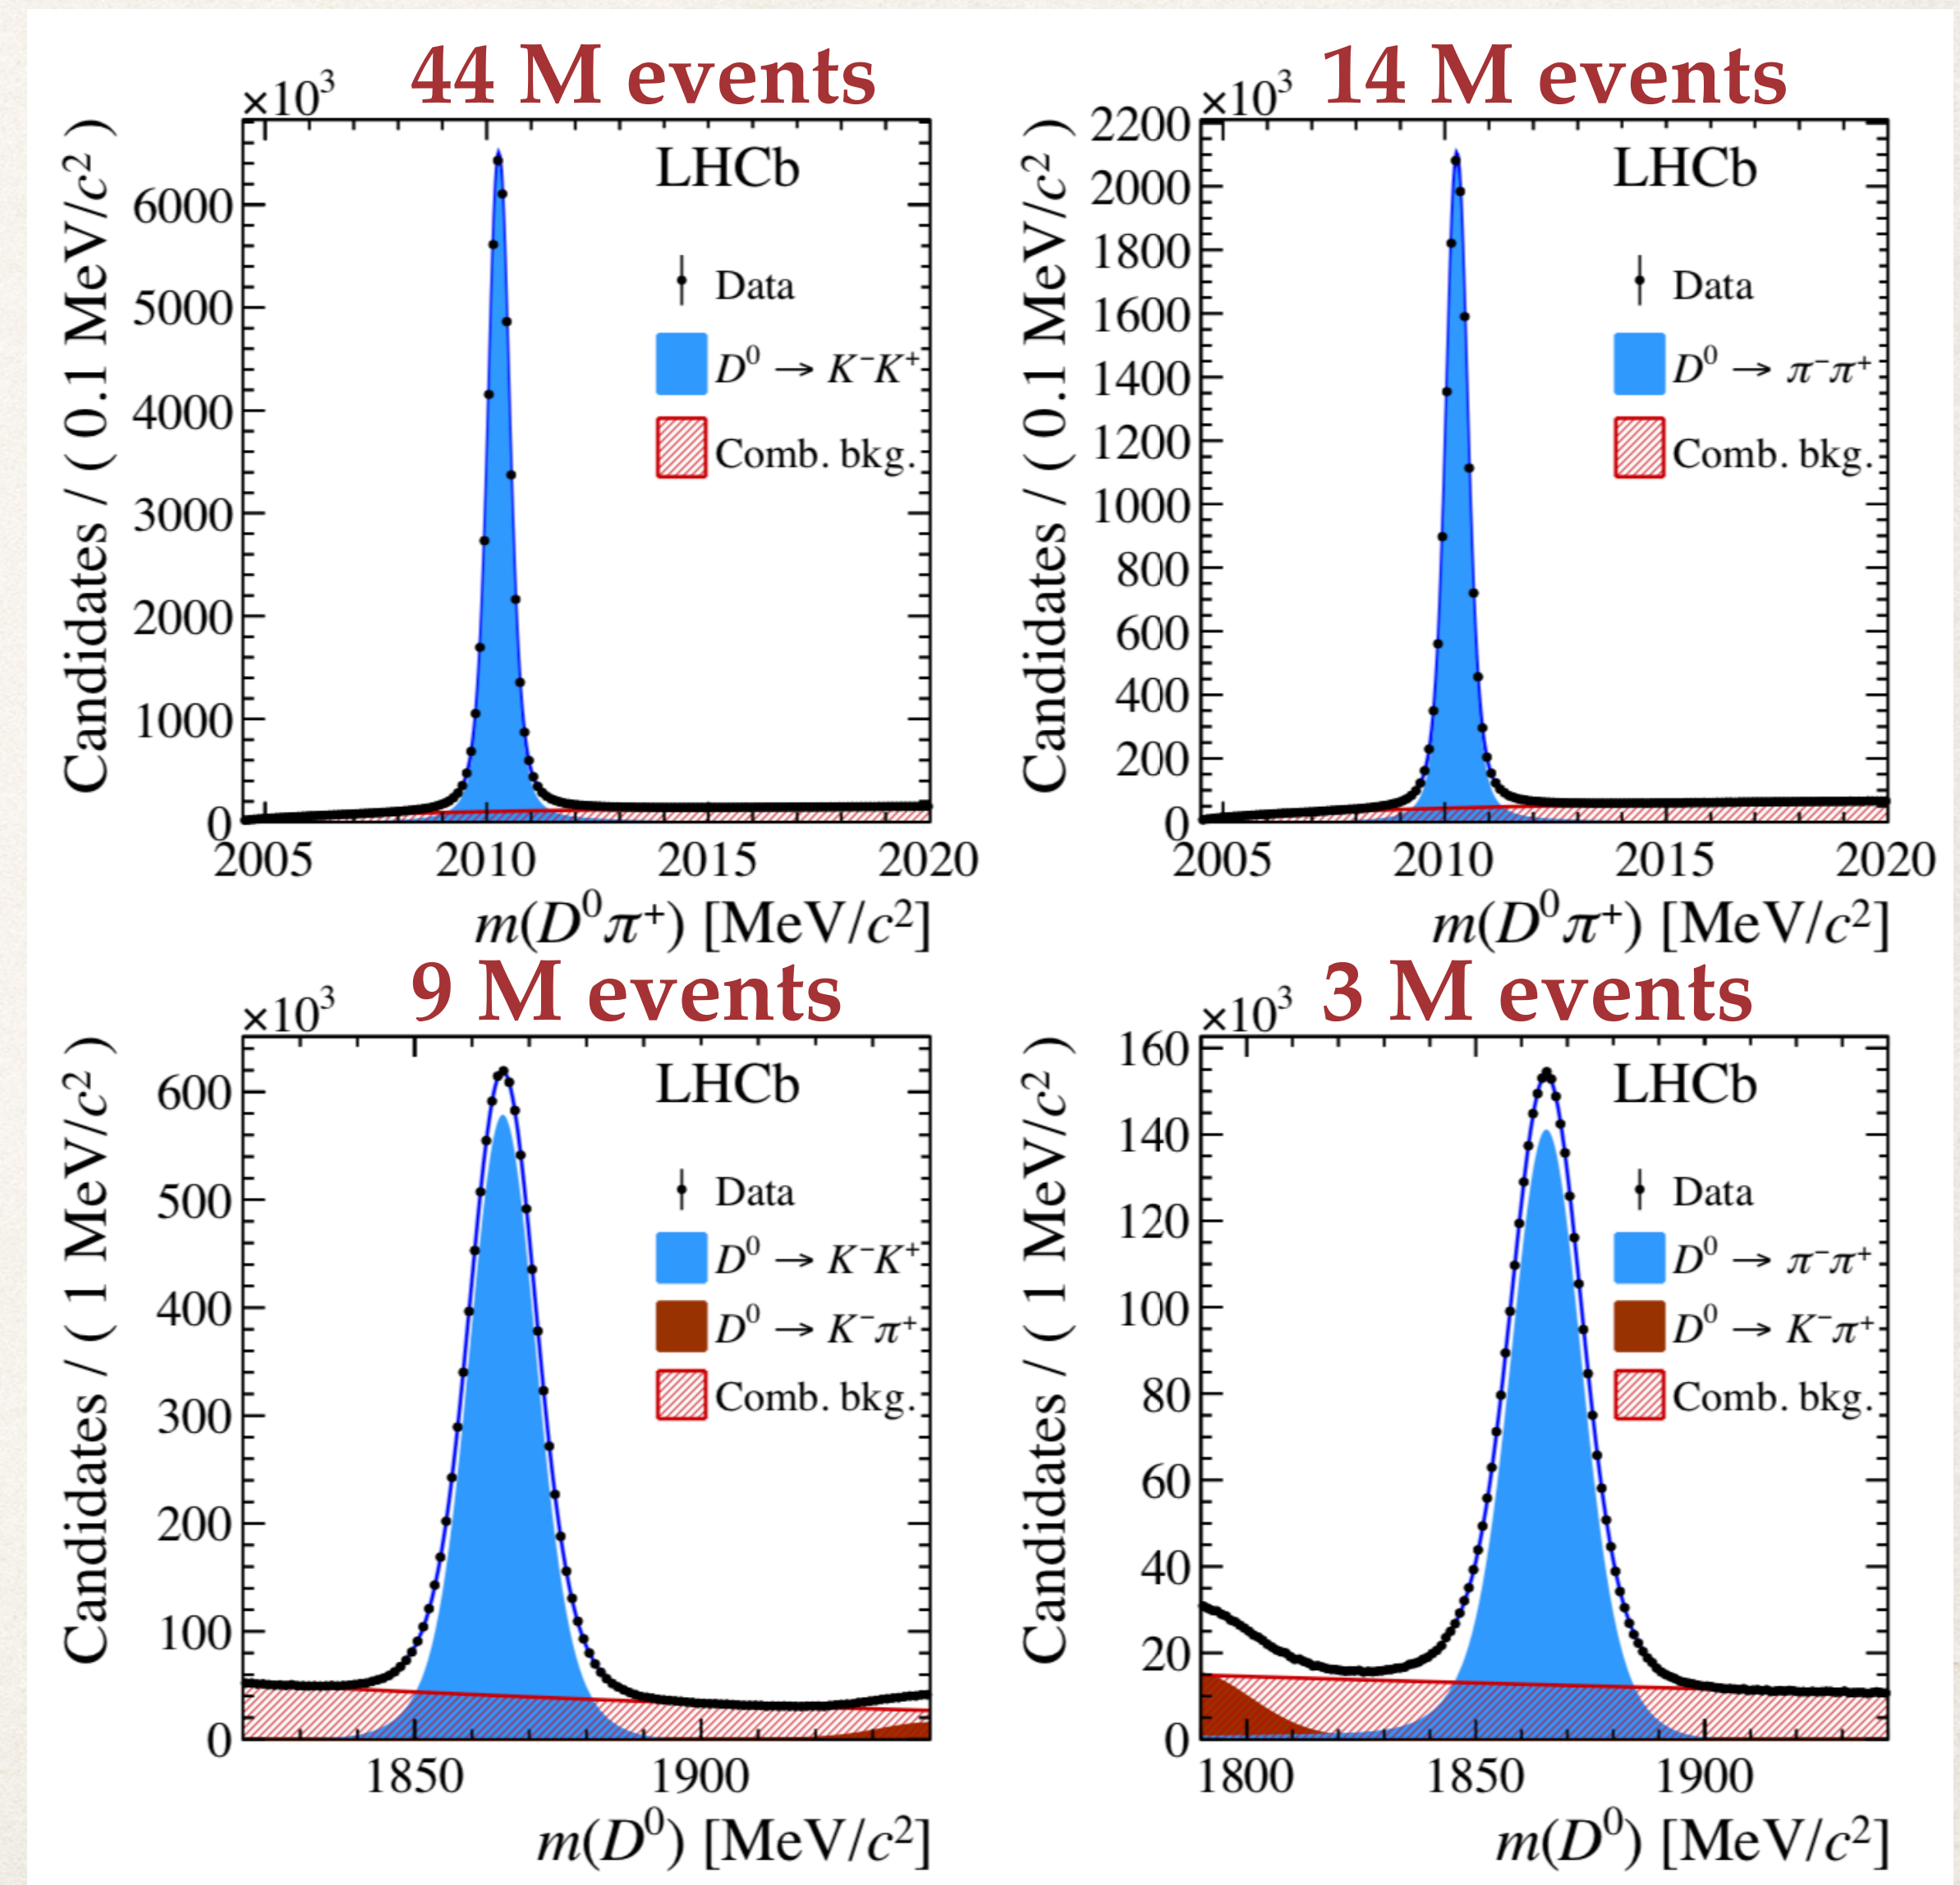 44 M events
×10³
Candidates / ( 0.1 MeV/c² )
6000
5000
4000
3000
2000
1000
0
LHCb
Data
D⁰ → K⁻K⁺
Comb. bkg.
2005 2010 2015 2020
m(D⁰π⁺) [MeV/c²]
14 M events
×10³
Candidates / ( 0.1 MeV/c² )
2200
2000
1800
1600
1400
1200
1000
800
600
400
200
0
LHCb
Data
D⁰ → π⁻π⁺
Comb. bkg.
2005 2010 2015 2020
m(D⁰π⁺) [MeV/c²]
9 M events
×10³
Candidates / ( 1 MeV/c² )
600
500
400
300
200
100
0
LHCb
Data
D⁰ → K⁻K⁺
D⁰ → K⁻π⁺
Comb. bkg.
1850 1900
m(D⁰) [MeV/c²]
3 M events
×10³
Candidates / ( 1 MeV/c² )
160
140
120
100
80
60
40
20
0
LHCb
Data
D⁰ → π⁻π⁺
D⁰ → K⁻π⁺
Comb. bkg.
1800 1850 1900
m(D⁰) [MeV/c²]